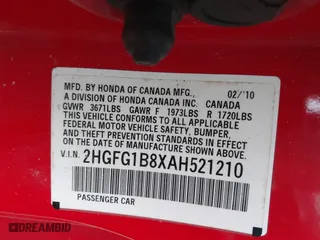 MFD. BY HONDA OF CANADA MFG., 02/'10
A DIVISION OF HONDA CANADA INC. CANADA
GVWR 3671LBS GAWR F 1973LBS R 1720LBS
THIS VEHICLE CONFORMS TO ALL APPLICABLE
FEDERAL MOTOR VEHICLE SAFETY, BUMPER,
AND THEFT PREVENTION STANDARDS IN EFFECT
ON THE DATE OF MANUFACTURE SHOWN ABOVE.
V.I.N. 2HGFG1B8XAH521210
PASSENGER CAR
DREAMBID